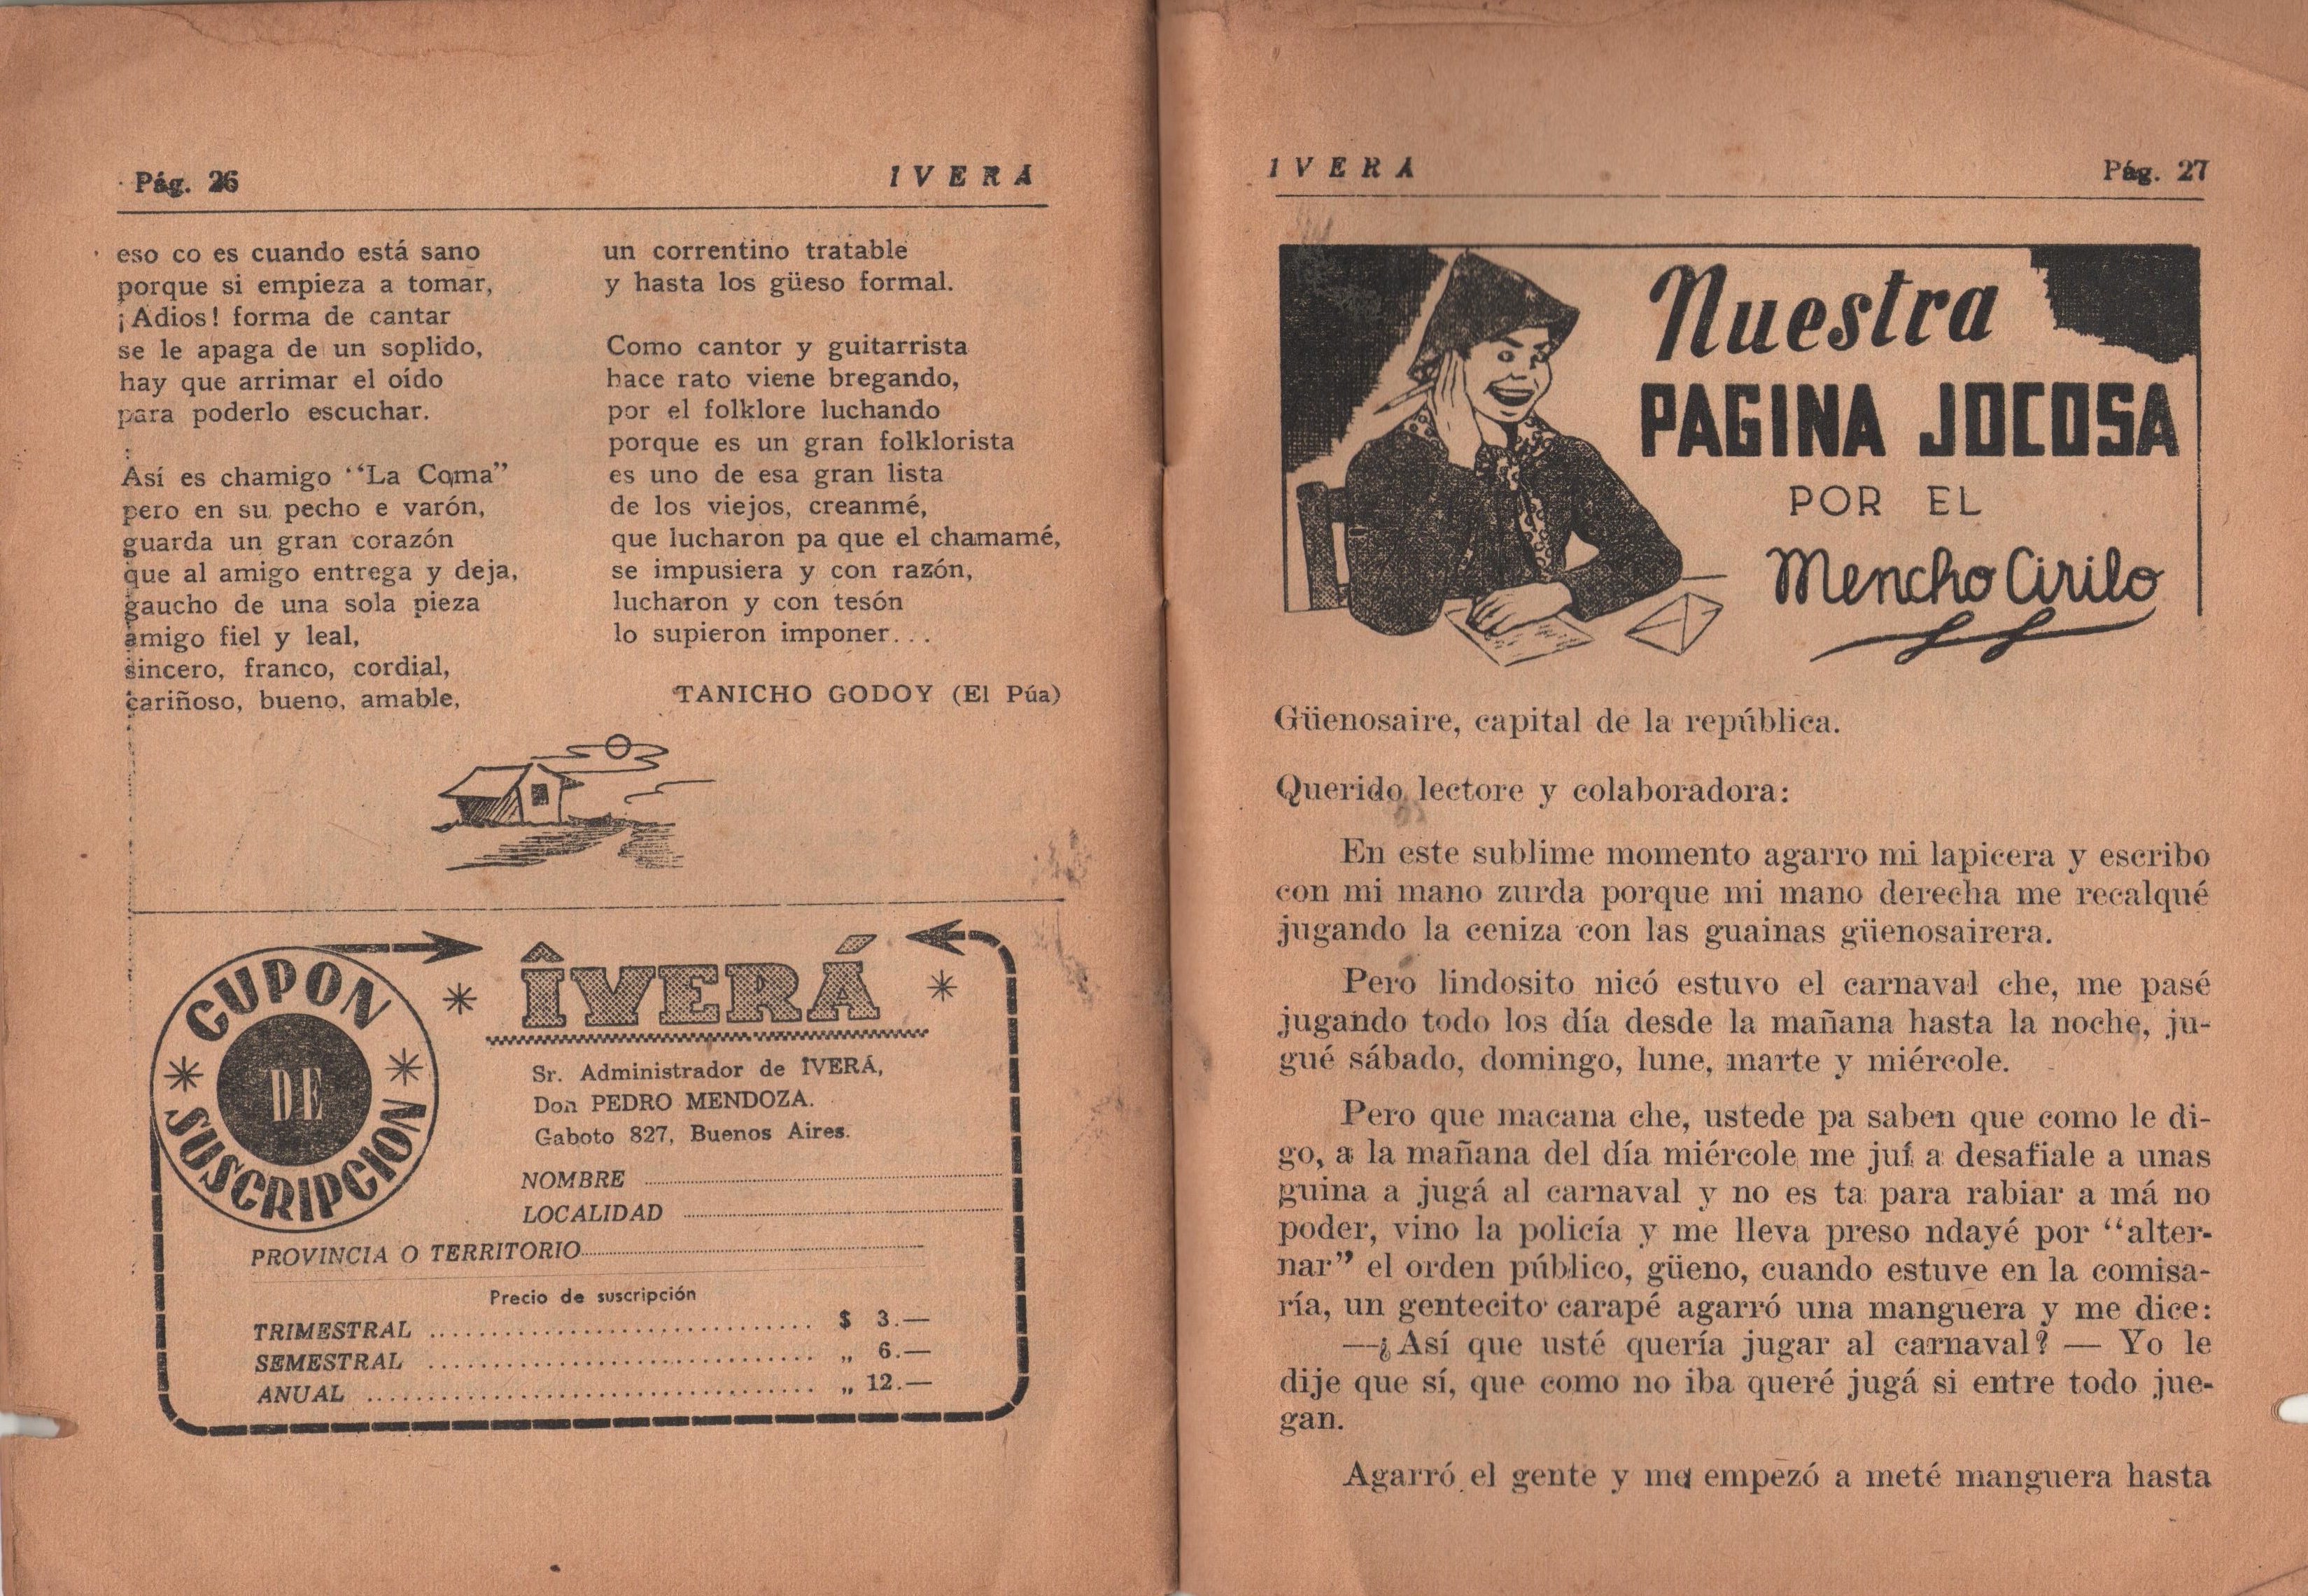 Pág. 26
IVERÁ
eso co es cuando está sano
porque si empieza a tomar,
¡Adios! forma de cantar
se le apaga de un soplido,
hay que arrimar el oído
para poderlo escuchar.
Así es chamigo "La Coma"
pero en su pecho e varón,
guarda un gran corazón
que al amigo entrega y deja,
gaucho de una sola pieza
amigo fiel y leal,
sincero, franco, cordial,
cariñoso, bueno, amable,
un correntino tratable
y hasta los güeso formal.
Como cantor y guitarrista
hace rato viene bregando,
por el folklore luchando
porque es un gran folklorista
es uno de esa gran lista
de los viejos, creanmé,
que lucharon pa que el chamamé,
se impusiera y con razón,
lucharon y con tesón
lo supieron imponer...
TANICHO GODOY (El Púa)
CUPON
DE
SUSCRIPCION
ÎVERÁ
Sr. Administrador de ÎVERÁ,
Don PEDRO MENDOZA.
Gaboto 827, Buenos Aires.
NOMBRE
LOCALIDAD
PROVINCIA O TERRITORIO
Precio de suscripción
TRIMESTRAL ........ $ 3.—
SEMESTRAL ........ „ 6.—
ANUAL ........ „ 12.—
IVERÁ
Pág. 27
Nuestra
PAGINA JOCOSA
POR EL
Mencho Cirilo
Güenosaire, capital de la república.
Querido lectore y colaboradora:
En este sublime momento agarro mi lapicera y escribo
con mi mano zurda porque mi mano derecha me recalqué
jugando la ceniza con las guainas güenosairera.
Pero lindosito nicó estuvo el carnaval che, me pasé
jugando todo los día desde la mañana hasta la noche, ju-
gué sábado, domingo, lune, marte y miércole.
Pero que macana che, ustede pa saben que como le di-
go, a la mañana del día miércole me juí a desafiale a unas
guina a jugá al carnaval y no es ta para rabiar a má no
poder, vino la policía y me lleva preso ndayé por "alter-
nar" el orden público, güeno, cuando estuve en la comisa-
ría, un gentecito carapé agarró una manguera y me dice:
—¿Así que usté quería jugar al carnaval? — Yo le
dije que sí, que como no iba queré jugá si entre todo jue-
gan.
Agarró el gente y me empezó a meté manguera hasta